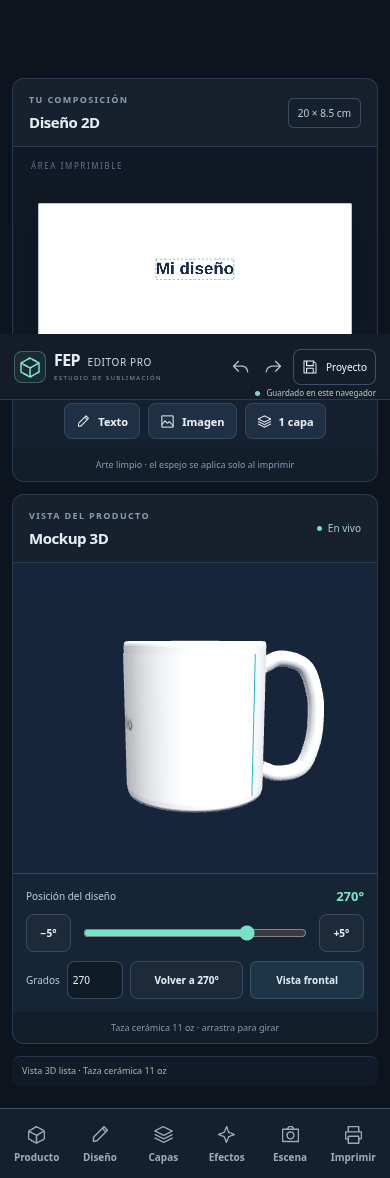 TU COMPOSICIÓN
Diseño 2D
20 × 8.5 cm
ÁREA IMPRIMIBLE
Mi diseño
FEP EDITOR PRO
ESTUDIO DE SUBLIMACIÓN
Proyecto
Guardado en este navegador
Texto
Imagen
1 capa
Arte limpio · el espejo se aplica solo al imprimir
VISTA DEL PRODUCTO
Mockup 3D
En vivo
Posición del diseño
270°
−5°
+5°
Grados
270
Volver a 270°
Vista frontal
Taza cerámica 11 oz · arrastra para girar
Vista 3D lista · Taza cerámica 11 oz
Producto
Diseño
Capas
Efectos
Escena
Imprimir